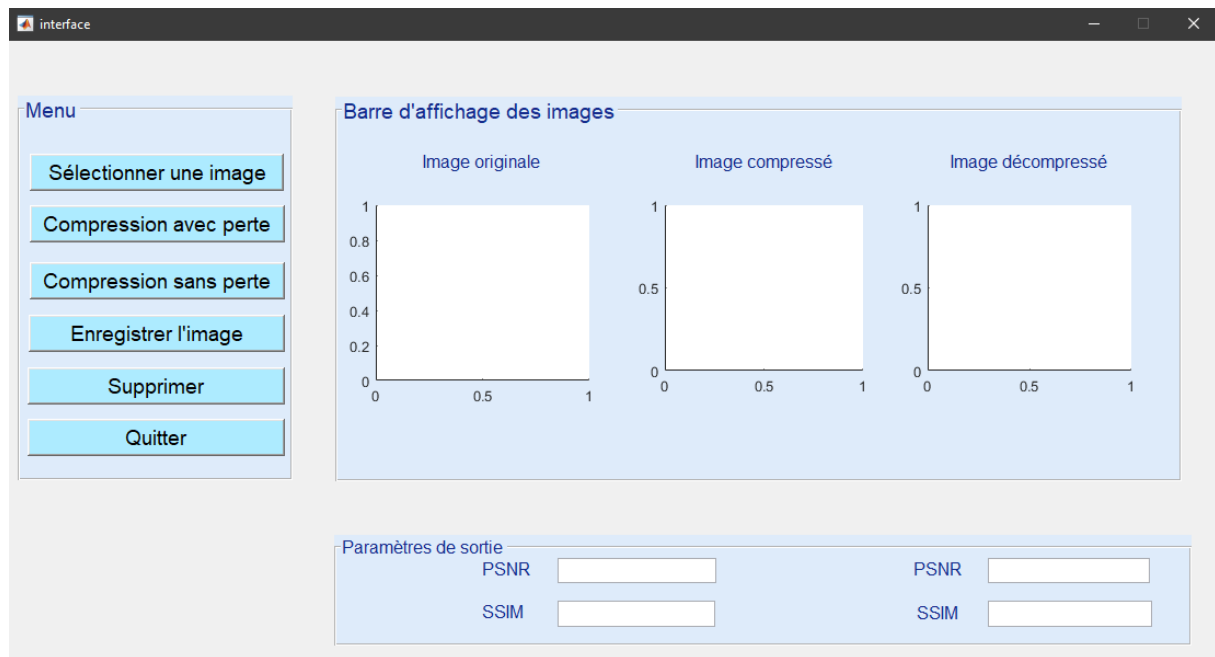 interface
Menu
Sélectionner une image
Compression avec perte
Compression sans perte
Enregistrer l'image
Supprimer
Quitter
Barre d'affichage des images
Image originale
1
0.8
0.6
0.4
0.2
0
0 0.5 1
Image compressé
1
0.5
0
0 0.5 1
Image décompressé
1
0.5
0
0 0.5 1
Paramètres de sortie
PSNR PSNR
SSIM SSIM